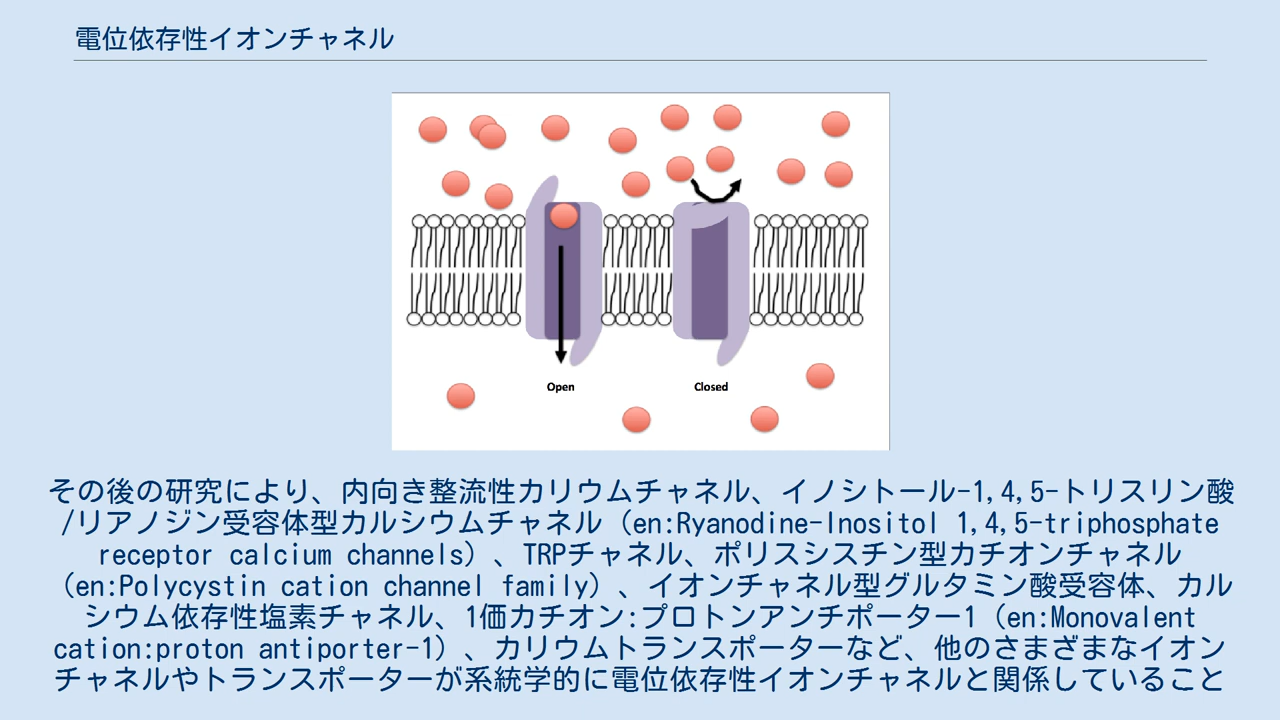 電位依存性イオンチャネル
Open
Closed
その後の研究により、内向き整流性カリウムチャネル、イノシトール-1,4,5-トリスリン酸
/リアノジン受容体型カルシウムチャネル（en:Ryanodine-Inositol 1,4,5-triphosphate
receptor calcium channels）、TRPチャネル、ポリスシスチン型カチオンチャネル
（en:Polycystin cation channel family）、イオンチャネル型グルタミン酸受容体、カル
シウム依存性塩素チャネル、1価カチオン:プロトンアンチポーター1（en:Monovalent
cation:proton antiporter-1）、カリウムトランスポーターなど、他のさまざまなイオン
チャネルやトランスポーターが系統学的に電位依存性イオンチャネルと関係していること